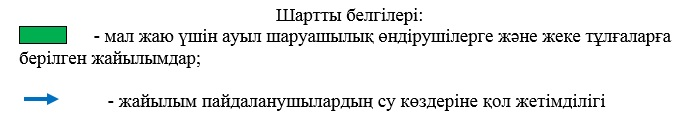 Шартты белгілері:
- мал жаю үшін ауыл шаруашылық өндірушілерге және жеке тұлғаларға
берілген жайылымдар;
- жайылым пайдаланушылардың су көздеріне қол жетімділігі